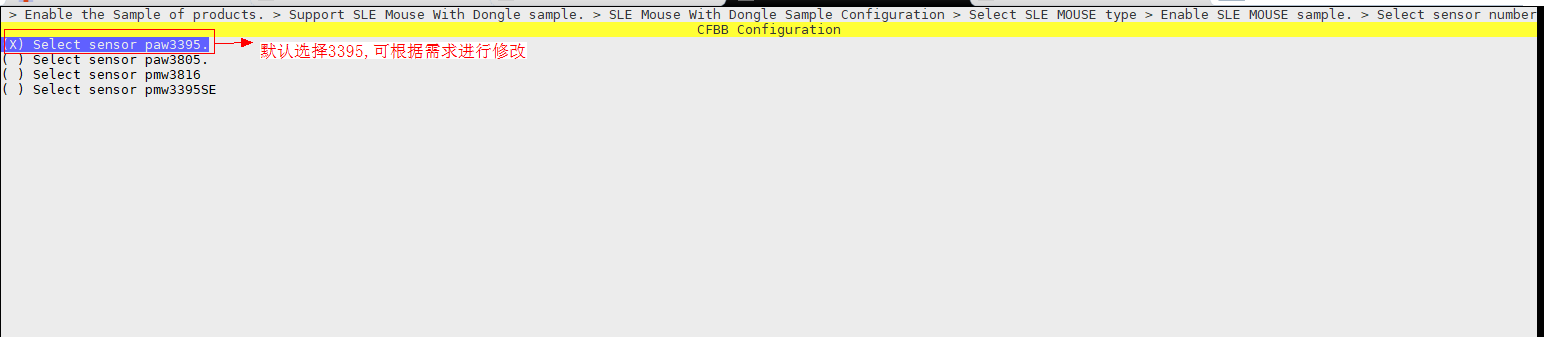 > Enable the Sample of products. > Support SLE Mouse With Dongle sample. > SLE Mouse With Dongle Sample Configuration > Select SLE MOUSE type > Enable SLE MOUSE sample. > Select sensor number
CFBB Configuration
(X) Select sensor paw3395.
默认选择3395,可根据需求进行修改
( ) Select sensor paw3805.
( ) Select sensor pmw3816
( ) Select sensor pmw3395SE